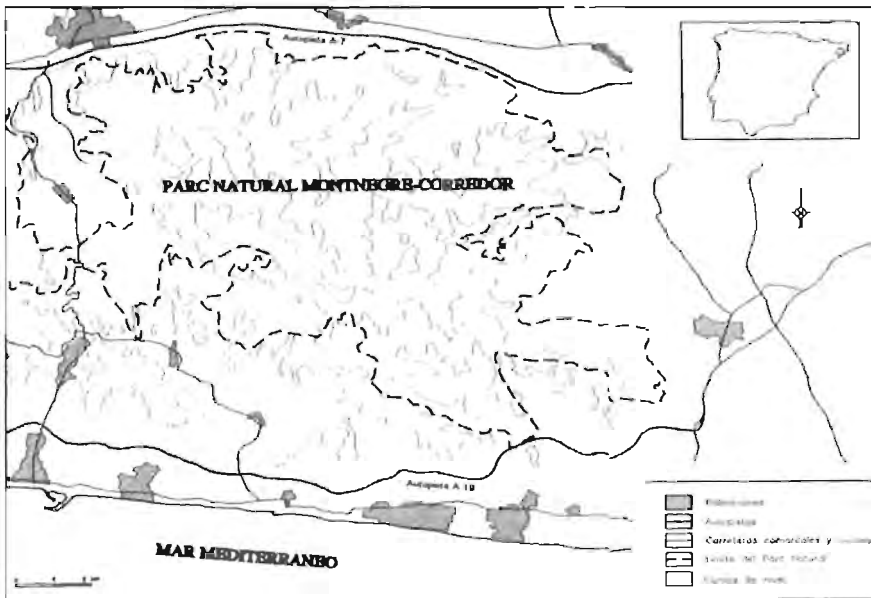 Autopista A-7
PARC NATURAL MONTNEGRE-CORREDOR
Autopista A-19
MAR MEDITERRANEO
Poblaciones
Autopistas
Carreteras comarcales y
Limite del Parc Natural
Curvas de nivel